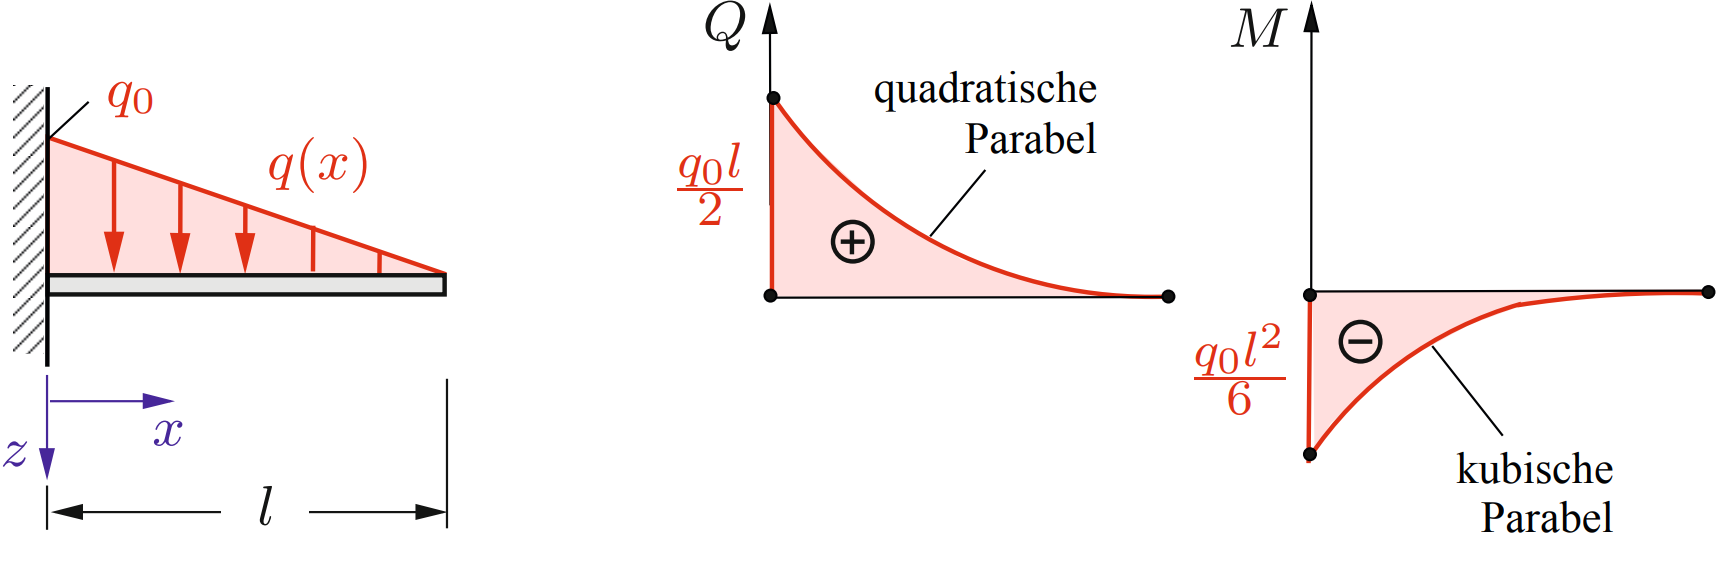 q₀
q(x)
x
z
l
Q
quadratische
Parabel
q₀l
2
+
M
−
q₀l²
6
kubische
Parabel